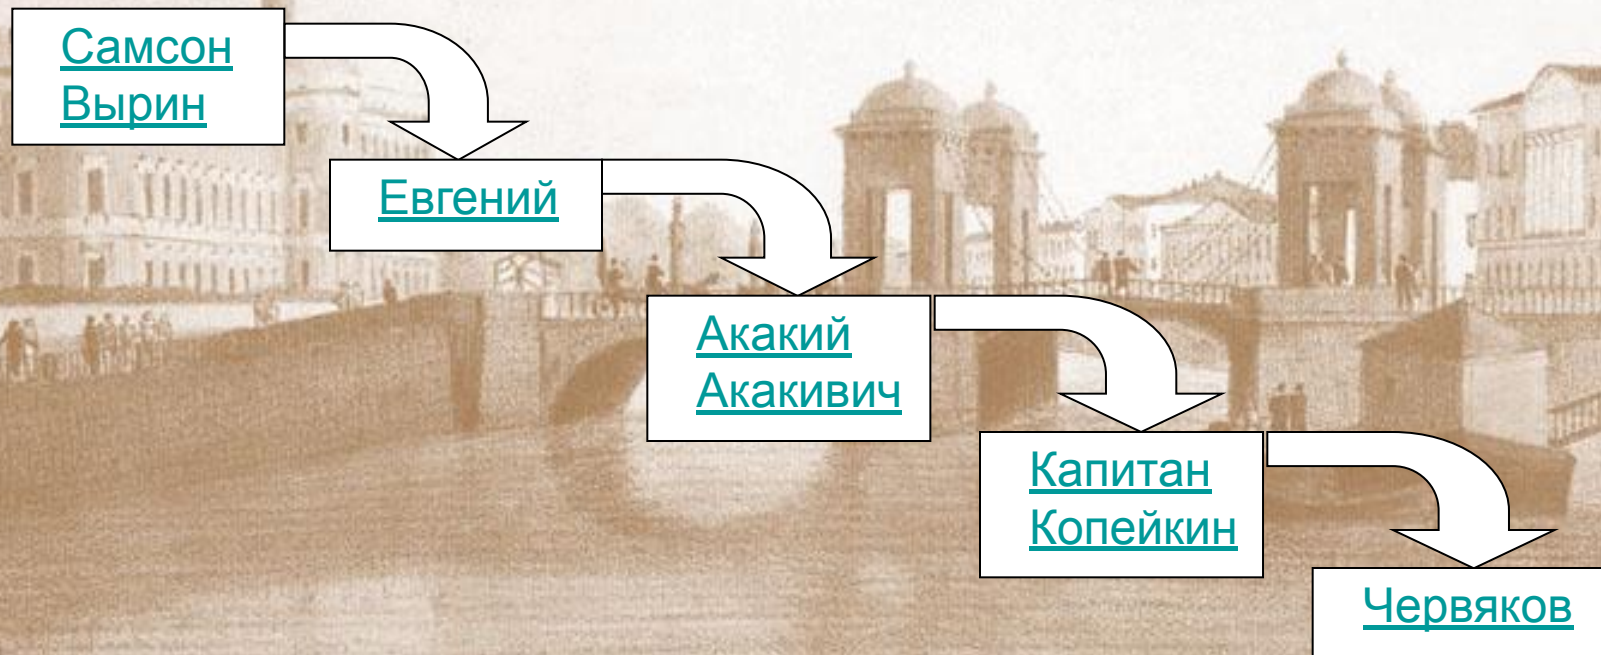 Самсон
Вырин
Евгений
Акакий
Акакивич
Капитан
Копейкин
Червяков